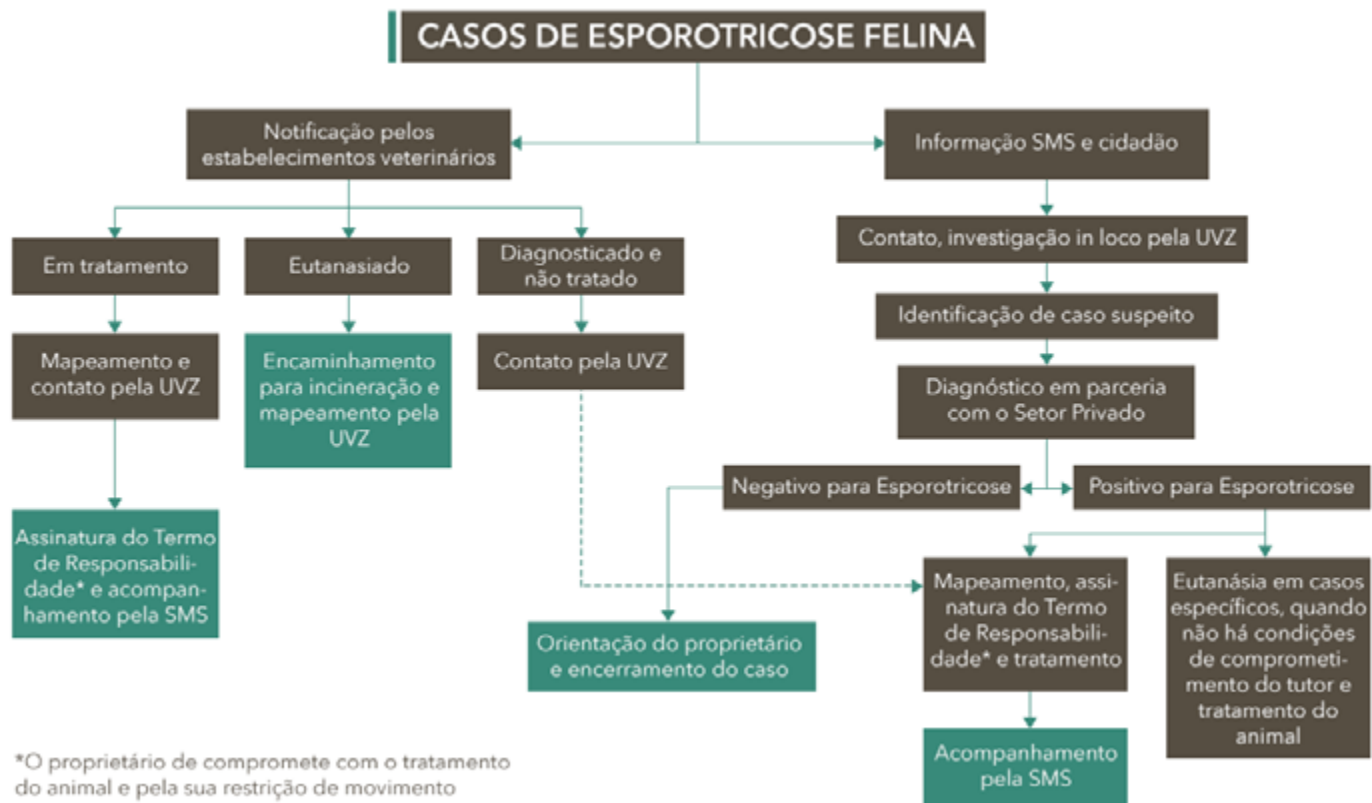 CASOS DE ESPOROTRICOSE FELINA
Notificação pelos
estabelecimentos veterinários
Informação SMS e cidadão
Em tratamento
Eutanasiado
Diagnosticado e
não tratado
Contato, investigação in loco pela UVZ
Identificação de caso suspeito
Mapeamento e
contato pela UVZ
Encaminhamento
para incineração e
mapeamento pela
UVZ
Contato pela UVZ
Diagnóstico em parceria
com o Setor Privado
Negativo para Esporotricose
Positivo para Esporotricose
Assinatura do Termo
de Responsabili-
dade* e acompa-
nhamento pela SMS
Orientação do proprietário
e encerramento do caso
Mapeamento, assi-
natura do Termo
de Responsabili-
dade* e tratamento
Eutanásia em casos
específicos, quando
não há condições
de comprometi-
mento do tutor e
tratamento do
animal
Acompanhamento
pela SMS
*O proprietário de compromete com o tratamento
do animal e pela sua restrição de movimento